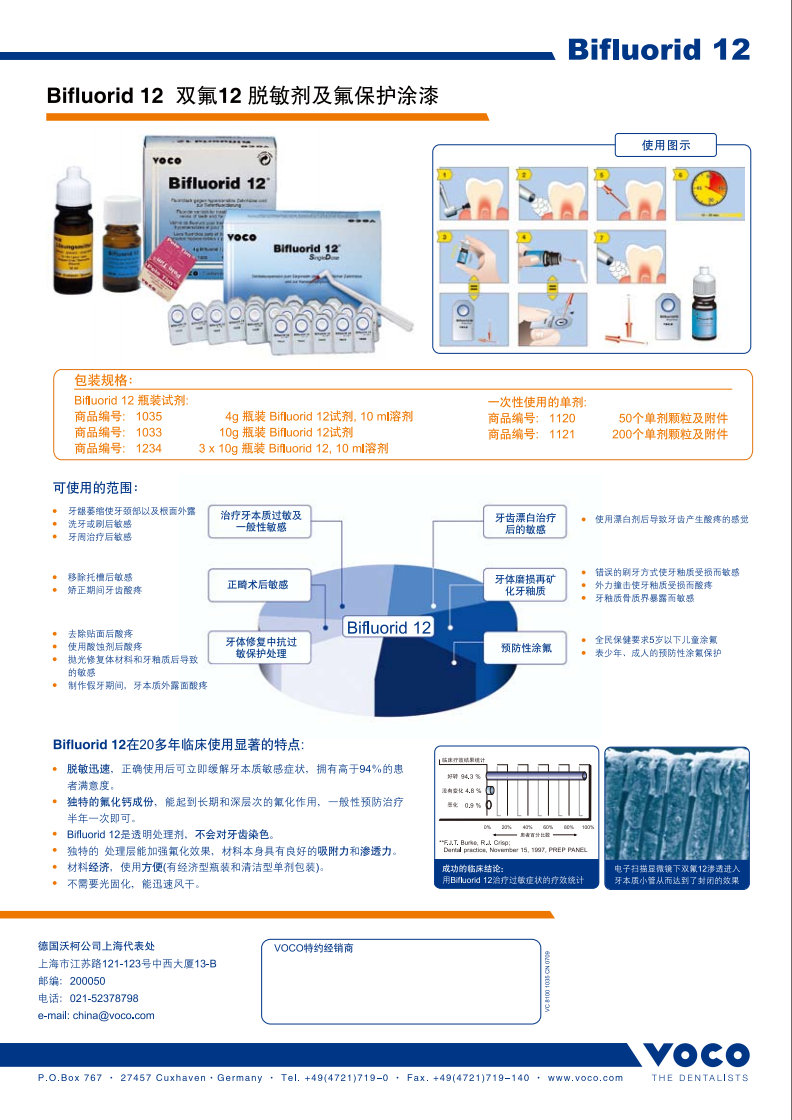 Bifluorid 12
Bifluorid 12 双氟12 脱敏剂及氟保护涂漆
使用图示
VOCO
Bifluorid 12
VOCO
Bifluorid 12
SingleDose
Lösungsmittel
1
2
5
6
3
4
7
包装规格：
Bifluorid 12 瓶装试剂:
商品编号: 1035 4g 瓶装 Bifluorid 12试剂, 10 ml溶剂
商品编号: 1033 10g 瓶装 Bifluorid 12试剂
商品编号: 1234 3 x 10g 瓶装 Bifluorid 12, 10 ml溶剂
一次性使用的单剂:
商品编号: 1120 50个单剂颗粒及附件
商品编号: 1121 200个单剂颗粒及附件
可使用的范围：
牙龈萎缩使牙颈部以及根面外露
洗牙或刷后敏感
牙周治疗后敏感
治疗牙本质过敏及
一般性敏感
移除托槽后敏感
矫正期间牙齿酸疼
正畸术后敏感
去除贴面后酸疼
使用酸蚀剂后酸疼
抛光修复体材料和牙釉质后导致
的敏感
制作假牙期间，牙本质外露面酸疼
牙体修复中抗过
敏保护处理
Bifluorid 12
牙齿漂白治疗
后的敏感
使用漂白剂后导致牙齿产生酸疼的感觉
牙体磨损再矿
化牙釉质
错误的刷牙方式使牙釉质受损而敏感
外力撞击使牙釉质受损而酸疼
牙釉质骨质界暴露而敏感
预防性涂氟
全民保健要求5岁以下儿童涂氟
表少年、成人的预防性涂氟保护
Bifluorid 12在20多年临床使用显著的特点:
脱敏迅速，正确使用后可立即缓解牙本质敏感症状，拥有高于94%的患
者满意度。
独特的氟化钙成份，能起到长期和深层次的氟化作用，一般性预防治疗
半年一次即可。
Bifluorid 12是透明处理剂，不会对牙齿染色。
独特的 处理层能加强氟化效果，材料本身具有良好的吸附力和渗透力。
材料经济，使用方便(有经济型瓶装和清洁型单剂包装)。
不需要光固化，能迅速风干。
临床疗效结果统计
好转 94,3 %
没有变化 4,8 %
恶化 0,9 %
0% 20% 40% 60% 80% 100%
患者百分比数
**F.J.T. Burke, R.J. Crisp:
Dental practice, November 15, 1997, PREP PANEL
成功的临床结论：
用Bifluorid 12治疗过敏症状的疗效统计
电子扫描显微镜下双氟12渗透进入
牙本质小管从而达到了封闭的效果
德国沃柯公司上海代表处
上海市江苏路121-123号中西大厦13-B
邮编：200050
电话：021-52378798
e-mail: china@voco.com
VOCO特约经销商
VC 8100 1035 CN 0709
VOCO
THE DENTALISTS
P.O.Box 767 · 27457 Cuxhaven · Germany · Tel. +49(4721)719–0 · Fax. +49(4721)719–140 · www.voco.com